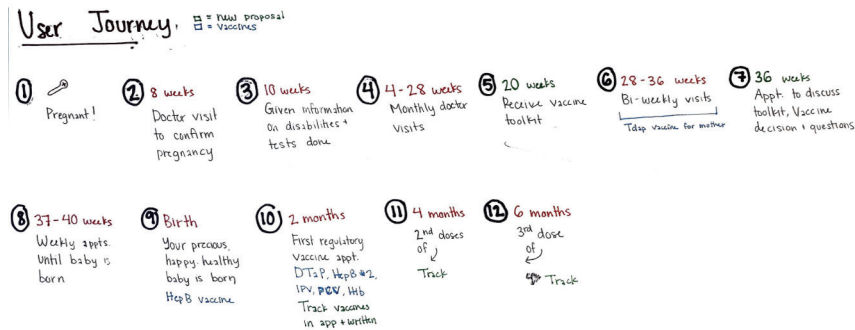 User Journey.
= new proposal
= vaccines
1
Pregnant!
2 8 weeks
Doctor visit
to confirm
pregnancy
3 10 weeks
Given information
on disabilities +
tests done
4 4-28 weeks
Monthly doctor
visits
5 20 weeks
Receive vaccine
toolkit
6 28-36 weeks
Bi-weekly visits
Tdap vaccine for mother
7 36 weeks
Appt. to discuss
toolkit, Vaccine
decision + questions
8 37-40 weeks
Weekly appts.
until baby is
born
9 Birth
Your precious,
happy, healthy
baby is born
HepB vaccine
10 2 months
First regulatory
vaccine appt.
DTaP, HepB #2,
IPV, PCV, Hib
Track vaccines
in app + written
11 4 months
2nd doses
of
Track
12 6 months
3rd dose
of
Track